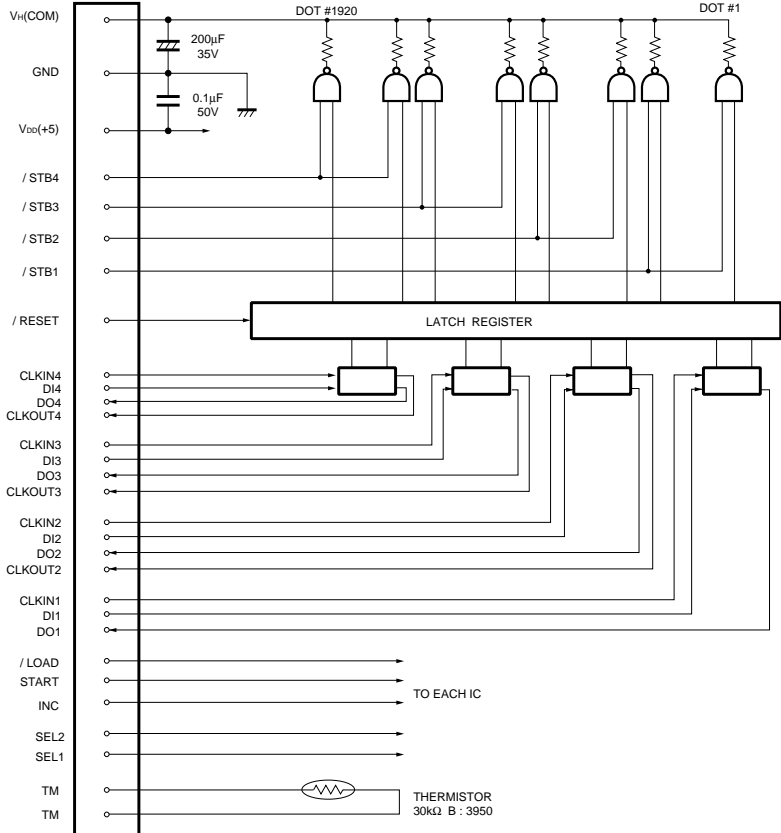 DOT #1920
DOT #1
VH(COM)
200µF
35V
GND
0.1µF
50V
VDD(+5)
/ STB4
/ STB3
/ STB2
/ STB1
/ RESET
LATCH REGISTER
CLKIN4
DI4
DO4
CLKOUT4
CLKIN3
DI3
DO3
CLKOUT3
CLKIN2
DI2
DO2
CLKOUT2
CLKIN1
DI1
DO1
/ LOAD
START
INC
TO EACH IC
SEL2
SEL1
TM
TM
THERMISTOR
30kΩ B : 3950